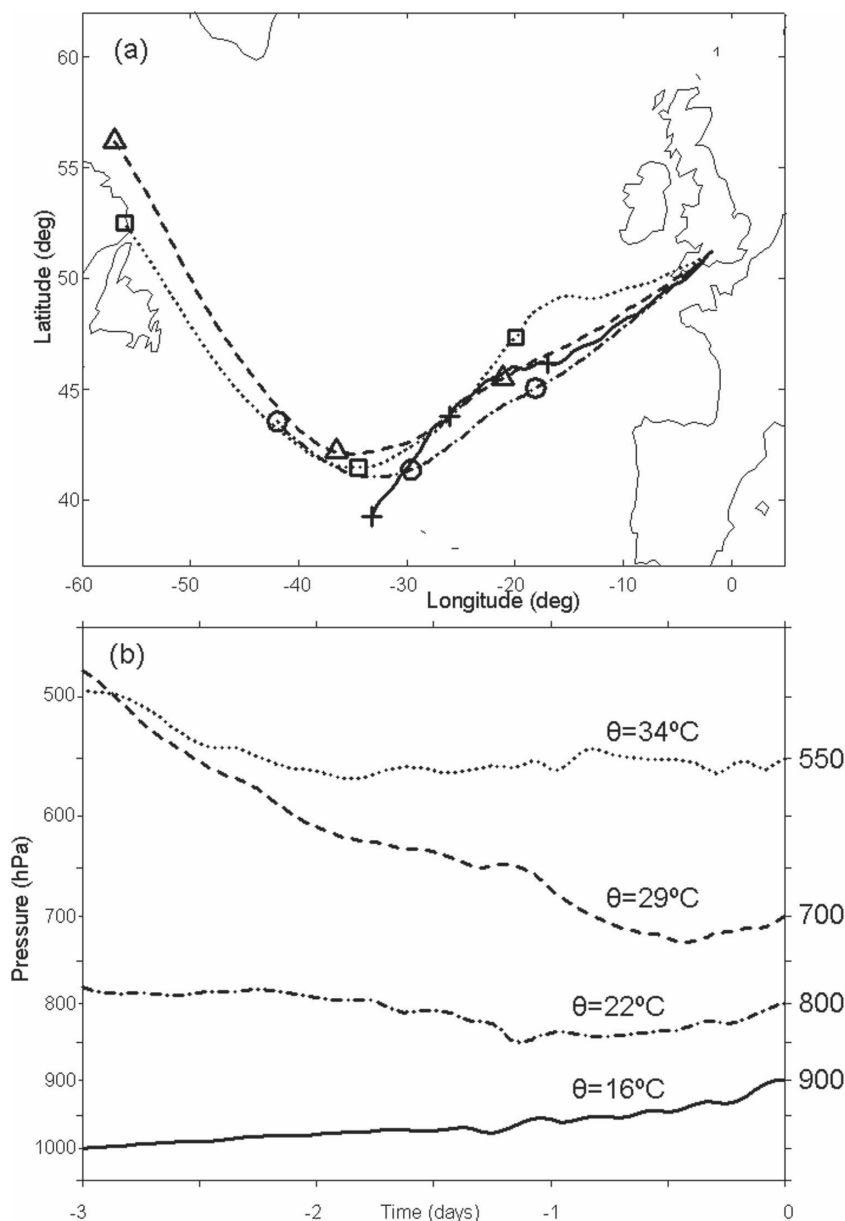 (a)
60
55
50
45
40
Latitude (deg)
-60
-50
-40
-30
-20
-10
0
Longitude (deg)
(b)
500
600
700
800
900
1000
Pressure (hPa)
θ=34ºC
θ=29ºC
θ=22ºC
θ=16ºC
550
700
800
900
-3
-2
Time (days)
-1
0